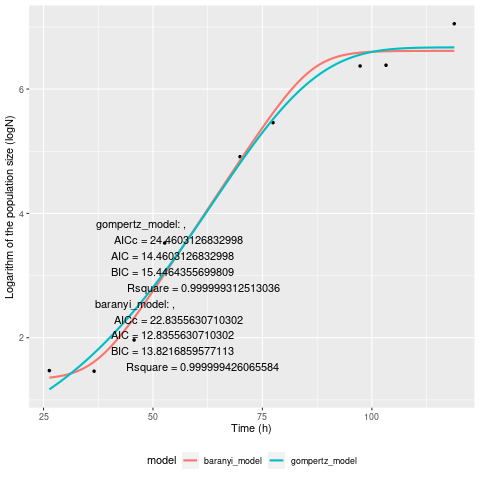 Logarithm of the population size (logN)
6
4
2
gompertz_model: ,
AICc = 24.4603126832998
AIC = 14.4603126832998
BIC = 15.4464355699809
Rsquare = 0.999999312513036
baranyi_model: ,
AICc = 22.8355630710302
AIC = 12.8355630710302
BIC = 13.8216859577113
Rsquare = 0.999999426065584
25 50 75 100
Time (h)
model baranyi_model gompertz_model